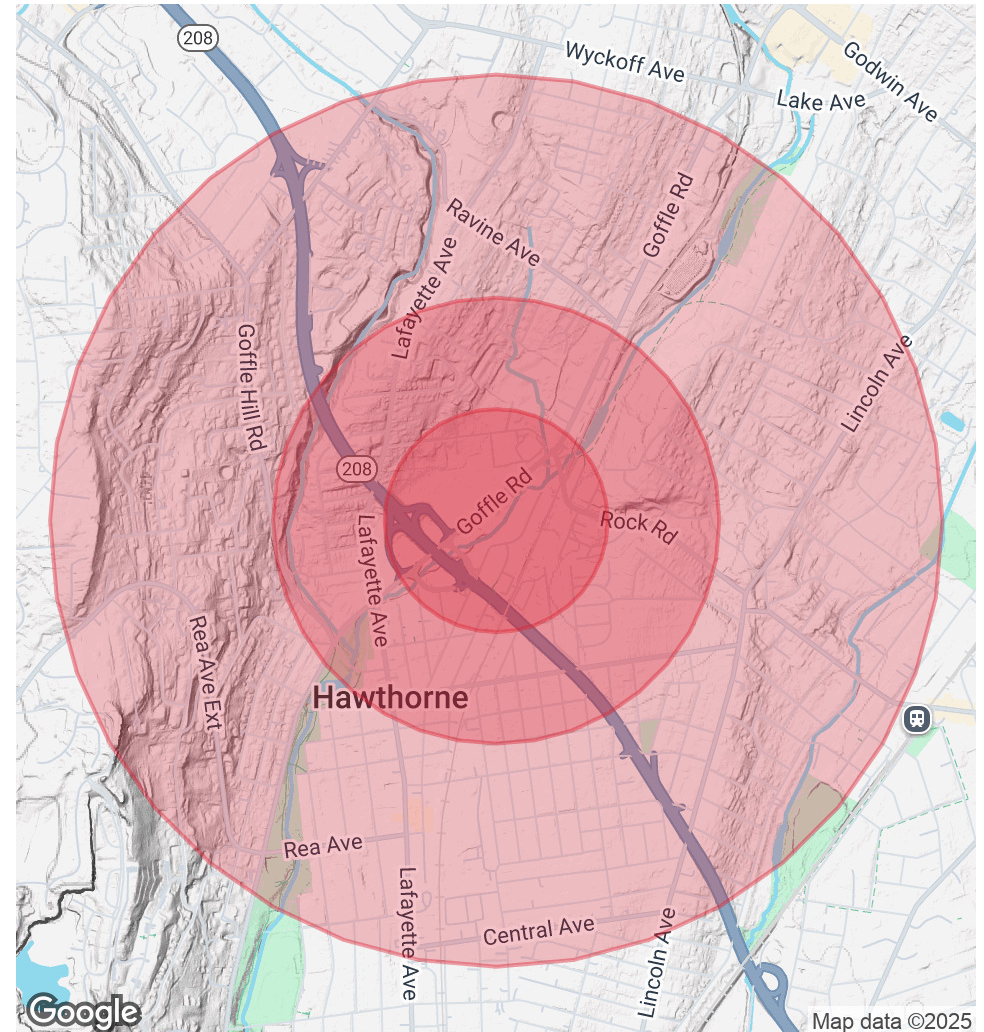 208
Wyckoff Ave
Godwin Ave
Lake Ave
Goffle Rd
Ravine Ave
Lafayette Ave
Goffle Hill Rd
Lincoln Ave
208
Goffle Rd
Rock Rd
Lafayette Ave
Rea Ave Ext
Hawthorne
Rea Ave
Lafayette Ave
Central Ave
Lincoln Ave
Google
Map data ©2025